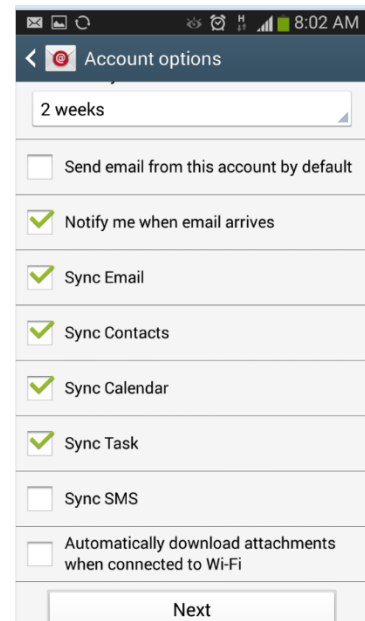 8:02 AM
Account options
2 weeks
Send email from this account by default
Notify me when email arrives
Sync Email
Sync Contacts
Sync Calendar
Sync Task
Sync SMS
Automatically download attachments
when connected to Wi-Fi
Next